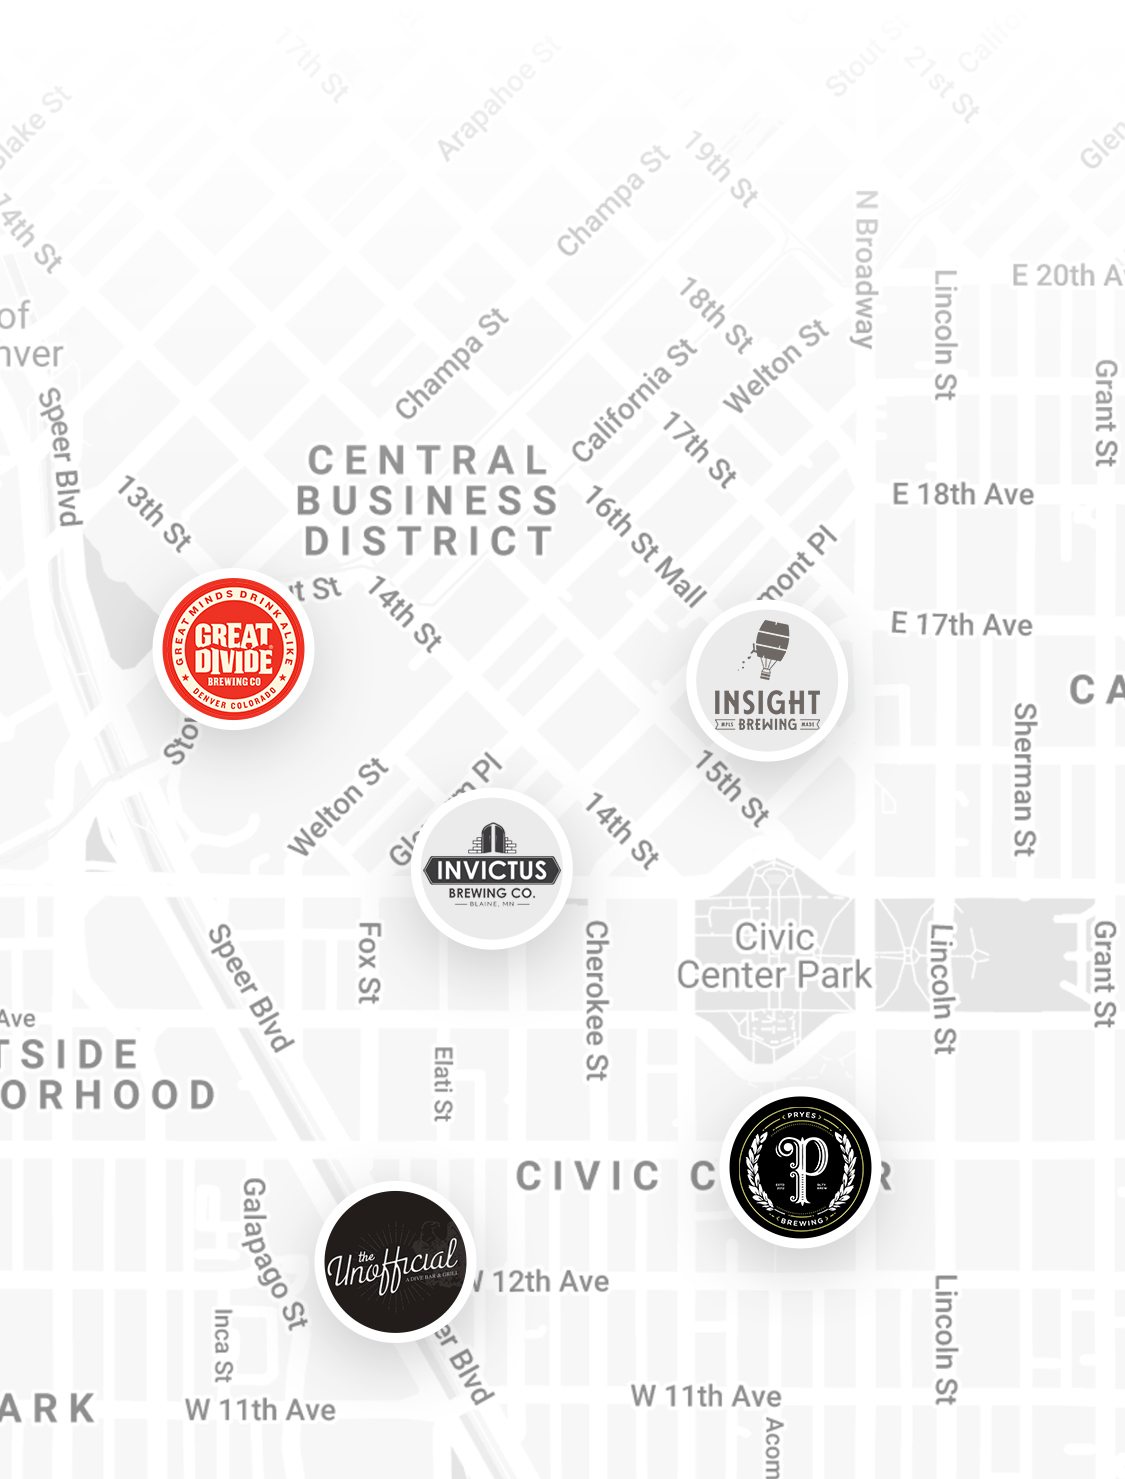 17th St
Stout S
21st St
Califo
Arapahoe St
lake St
Glen
19th St
Champa St
14th St
N Broadway
E 20th A
Lincoln St
18th St
of
nver
Champa St
Welton St
California St
Grant St
Speer Blvd
17th St
CENTRAL
BUSINESS
DISTRICT
13th St
16th St Mall
E 18th Ave
mont Pl
ut St
14th St
E 17th Ave
GREAT MINDS DRINK ALIKE
GREAT
DIVIDE
BREWING CO
DENVER COLORADO
INSIGHT
MPLS BREWING MADE
CA
Sherman St
Sto
15th St
Welton St
Gl m Pl
14th St
INVICTUS
BREWING CO.
BLAINE, MN
Speer Blvd
Fox St
Cherokee St
Civic
Center Park
Lincoln St
Grant St
Ave
TSIDE
ORHOOD
Elati St
PRYES
P
BREWING
CIVIC C R
Galapago St
the
Unofficial
A DIVE BAR & GRILL
W 12th Ave
Inca St
er Blvd
Lincoln St
ARK
W 11th Ave
W 11th Ave
Acom